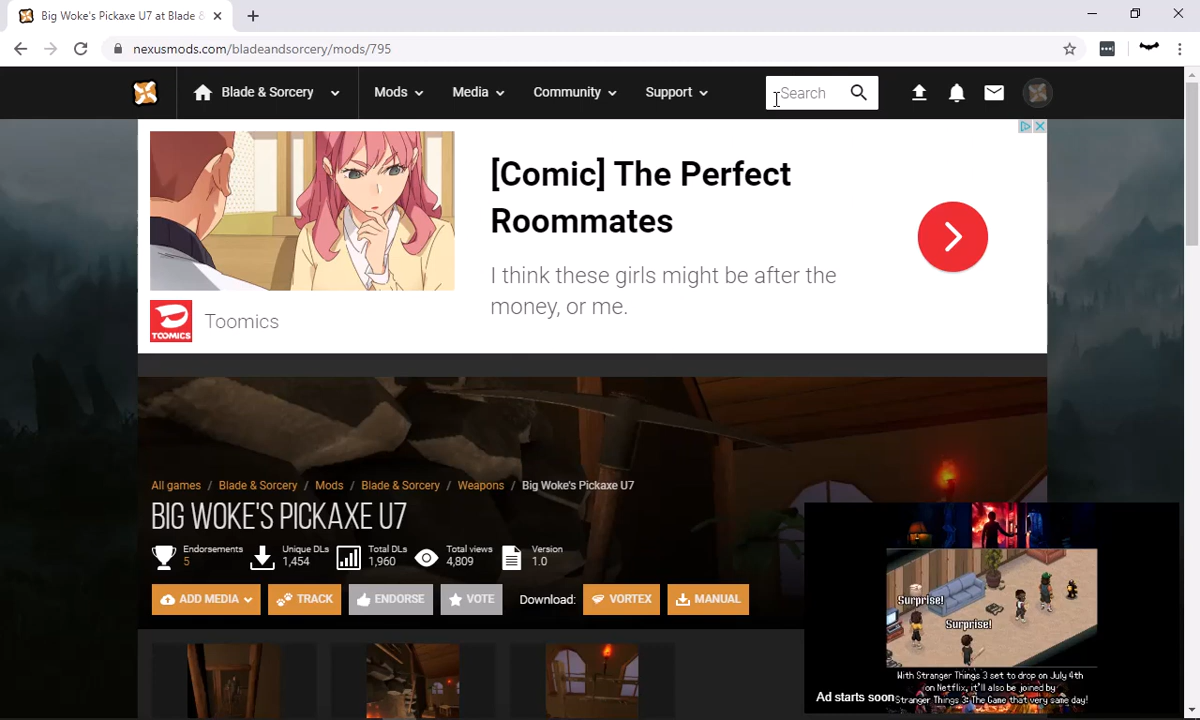 Big Woke's Pickaxe U7 at Blade &
nexusmods.com/bladeandsorcery/mods/795
Blade & Sorcery
Mods
Media
Community
Support
Search
[Comic] The Perfect
Roommates
I think these girls might be after the
money, or me.
TOOMICS
Toomics
All games / Blade & Sorcery / Mods / Blade & Sorcery / Weapons / Big Woke's Pickaxe U7
BIG WOKE'S PICKAXE U7
Endorsements
5
Unique DLs
1,454
Total DLs
1,960
Total views
4,809
Version
1.0
ADD MEDIA
TRACK
ENDORSE
VOTE
Download:
VORTEX
MANUAL
Surprise!
Surprise!
With Stranger Things 3 set to drop on July 4th
on Netflix, it'll also be joined by
Stranger Things 3: The Game that very same day!
Ad starts soon